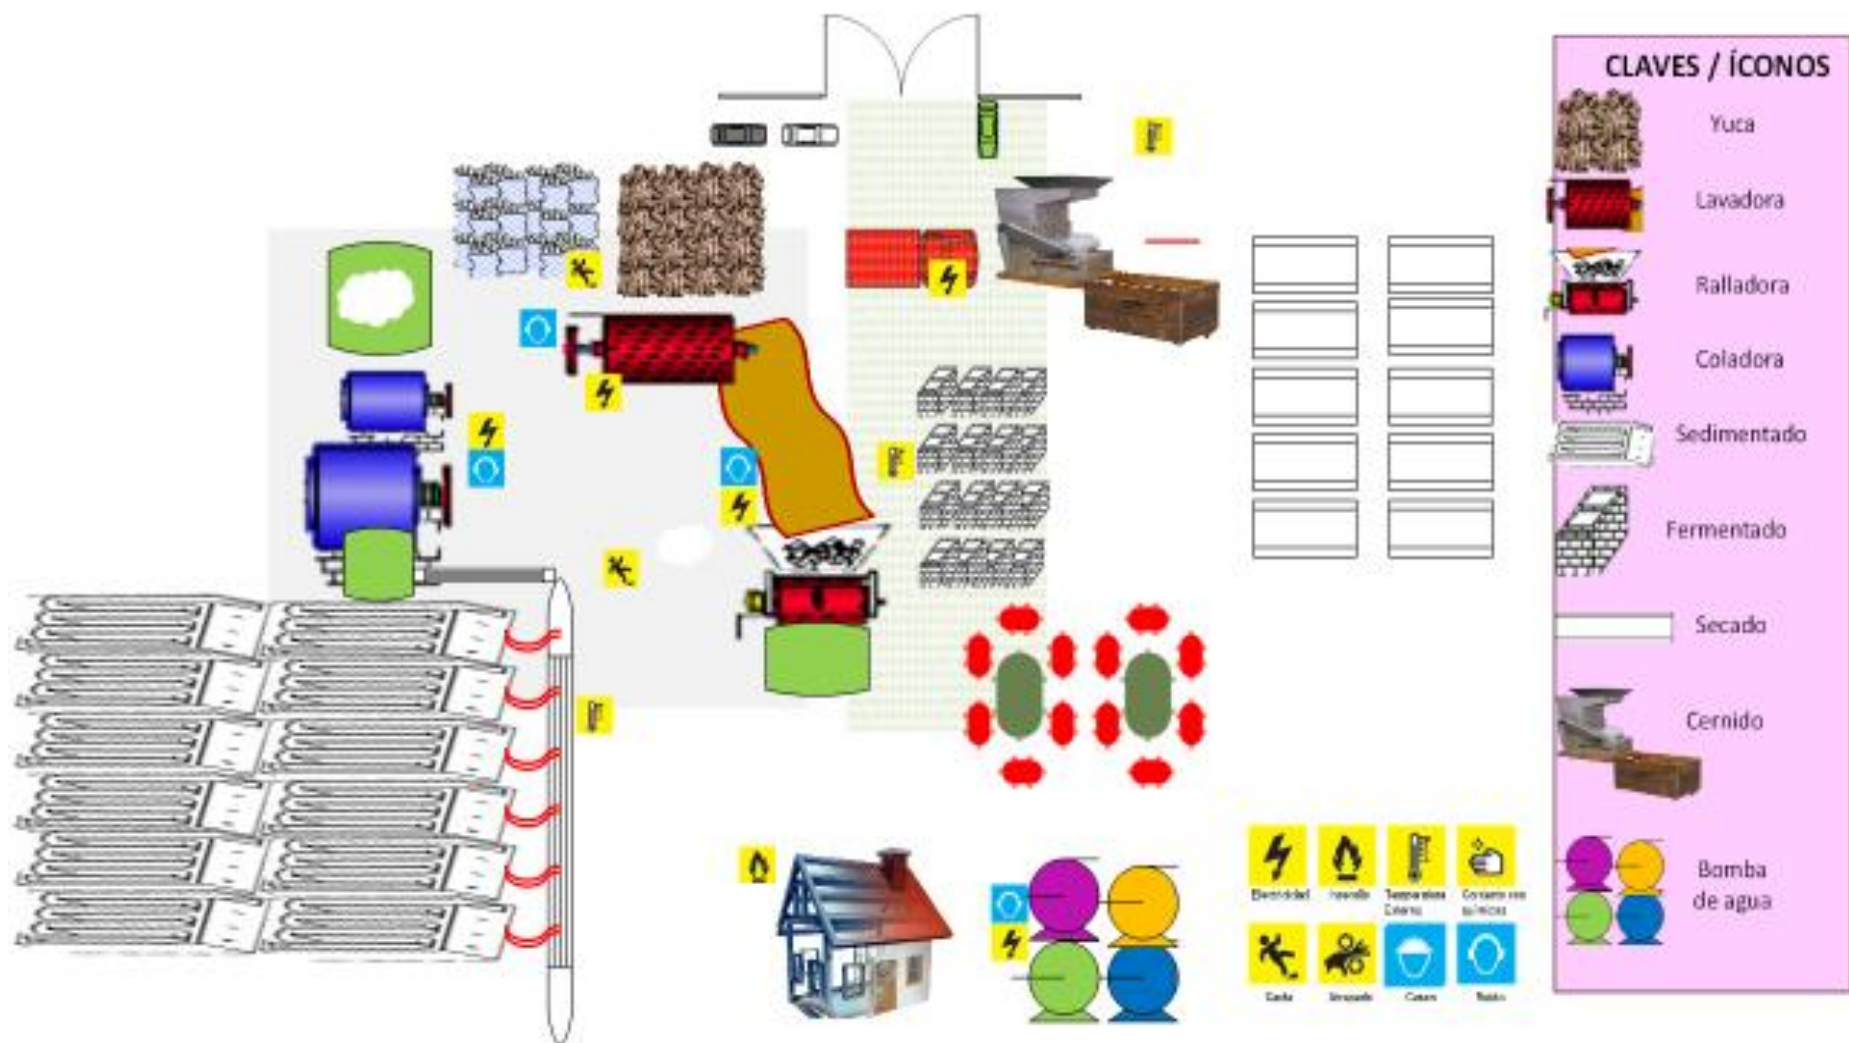 CLAVES / ÍCONOS
Yuca
Lavadora
Ralladora
Coladora
Sedimentado
Fermentado
Secado
Cernido
Bomba
de agua
Electricidad
Incendio
Temperatura
Extrema
Contacto con
químicos
Caída
Atrapado
Casco
Ruido